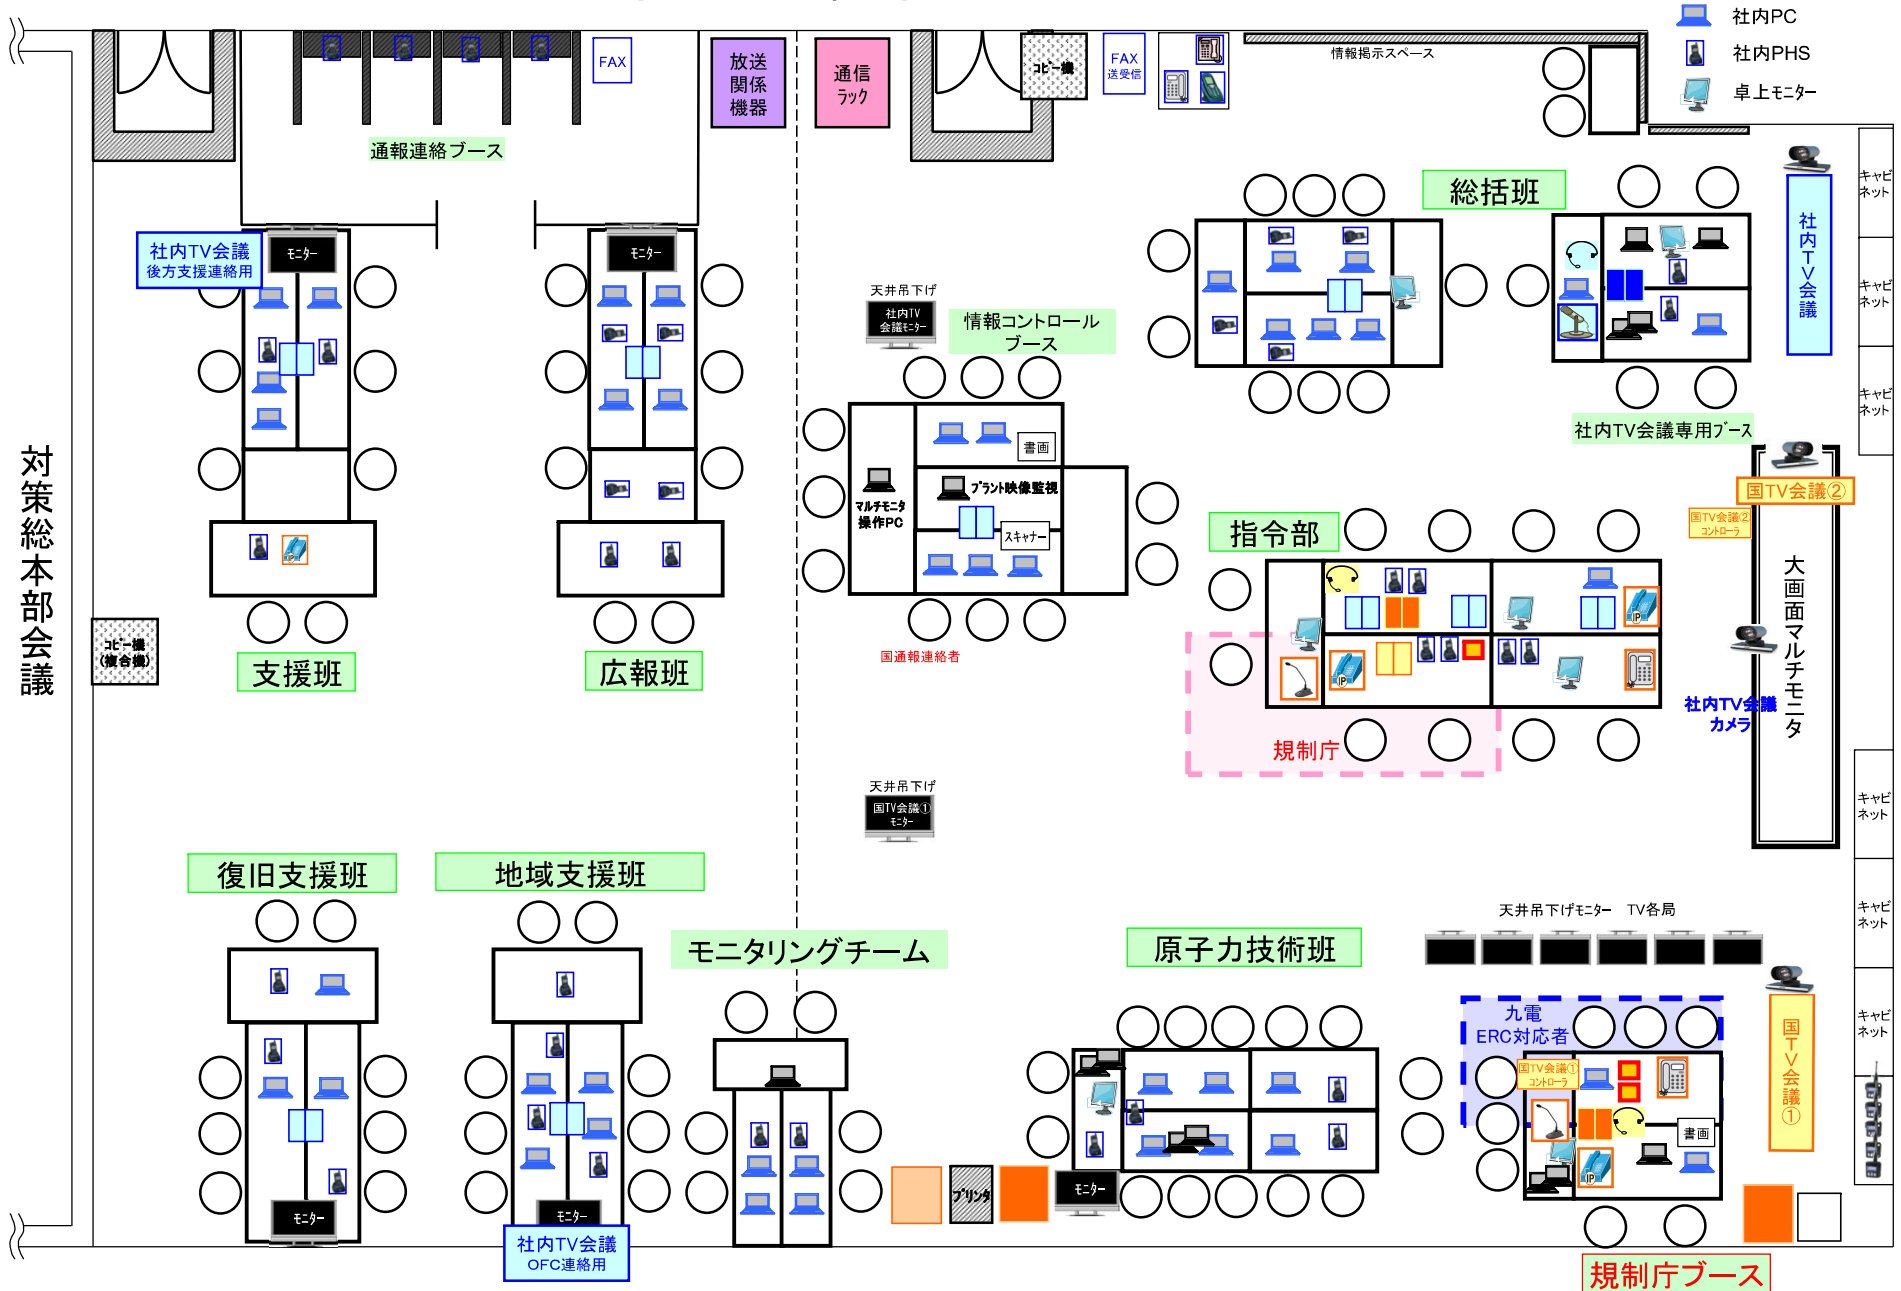 社内PC
社内PHS
卓上モニター
FAX
放送
関係
機器
通信
ラック
コピー機
FAX
送受信
情報掲示スペース
通報連絡ブース
総括班
キャビ
ネット
キャビ
ネット
キャビ
ネット
社内TV会議
社内TV会議
後方支援連絡用
モニター
モニター
天井吊下げ
社内TV
会議モニター
情報コントロール
ブース
社内TV会議専用ブース
書画
マルチモニタ
操作PC
プラント映像監視
スキャナー
国通報連絡者
対策総本部会議
指令部
国TV会議②
国TV会議②
コントローラ
大画面マルチモニタ
IP
IP
IP
規制庁
社内TV会議
カメラ
コピー機
(複合機)
支援班
広報班
天井吊下げ
国TV会議①
モニター
キャビ
ネット
キャビ
ネット
キャビ
ネット
復旧支援班
地域支援班
モニタリングチーム
原子力技術班
天井吊下げモニター TV各局
九電
ERC対応者
国TV会議①
コントローラ
国TV会議①
書画
IP
プリンタ
モニター
モニター
モニター
社内TV会議
OFC連絡用
規制庁ブース